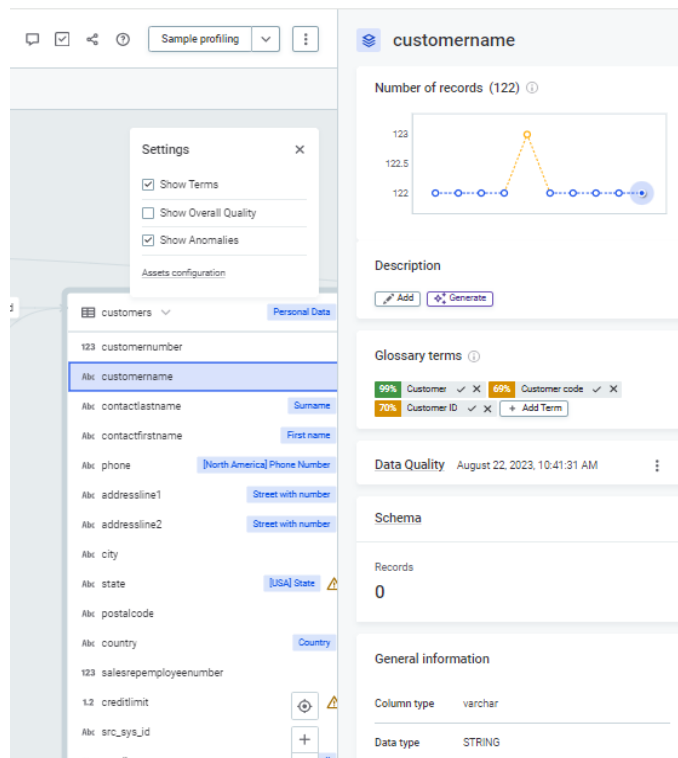 Sample profiling
Settings
Show Terms
Show Overall Quality
Show Anomalies
Assets configuration
customers
Personal Data
123 customernumber
Abc customername
Abc contactlastname
Surname
Abc contactfirstname
First name
Abc phone
[North America] Phone Number
Abc addressline1
Street with number
Abc addressline2
Street with number
Abc city
Abc state
[USA] State
Abc postalcode
Abc country
Country
123 salesrepemployeenumber
1.2 creditlimit
Abc src_sys_id
customername
Number of records (122)
123
122.5
122
Description
Add
Generate
Glossary terms
99% Customer
69% Customer code
70% Customer ID
+ Add Term
Data Quality August 22, 2023, 10:41:31 AM
Schema
Records
0
General information
Column type varchar
Data type STRING